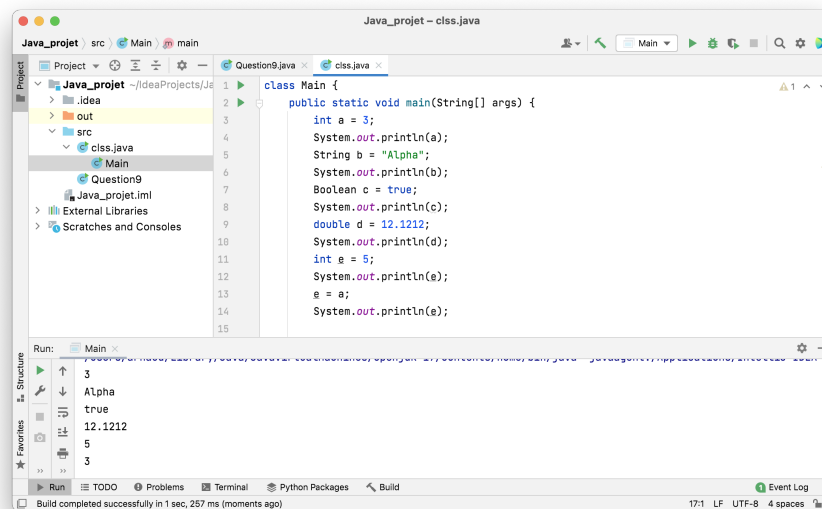 Java_projet – clss.java
Java_projet src Main main
Main
Project
Question9.java
clss.java
Project
Java_projet ~/IdeaProjects/Ja
.idea
out
src
clss.java
Main
Question9
Java_projet.iml
External Libraries
Scratches and Consoles
1 class Main {
2 public static void main(String[] args) {
3 int a = 3;
4 System.out.println(a);
5 String b = "Alpha";
6 System.out.println(b);
7 Boolean c = true;
8 System.out.println(c);
9 double d = 12.1212;
10 System.out.println(d);
11 int e = 5;
12 System.out.println(e);
13 e = a;
14 System.out.println(e);
15
1
Run: Main
3
Alpha
true
12.1212
5
3
Structure
Favorites
Run TODO Problems Terminal Python Packages Build
1 Event Log
Build completed successfully in 1 sec, 257 ms (moments ago)
17:1 LF UTF-8 4 spaces